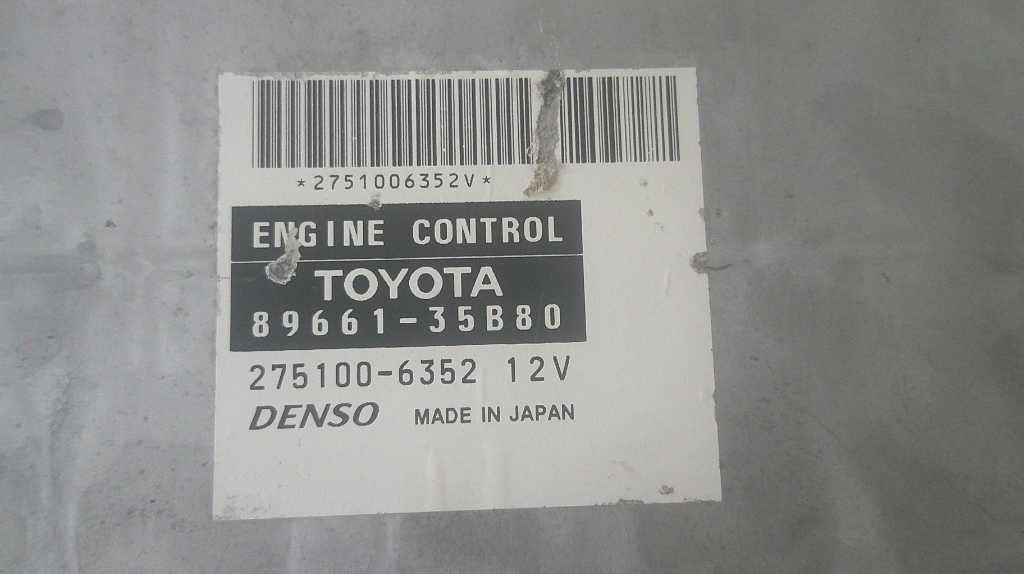 *2751006352V*
ENGINE CONTROL
TOYOTA
89661-35B80
275100-6352 12V
DENSO MADE IN JAPAN